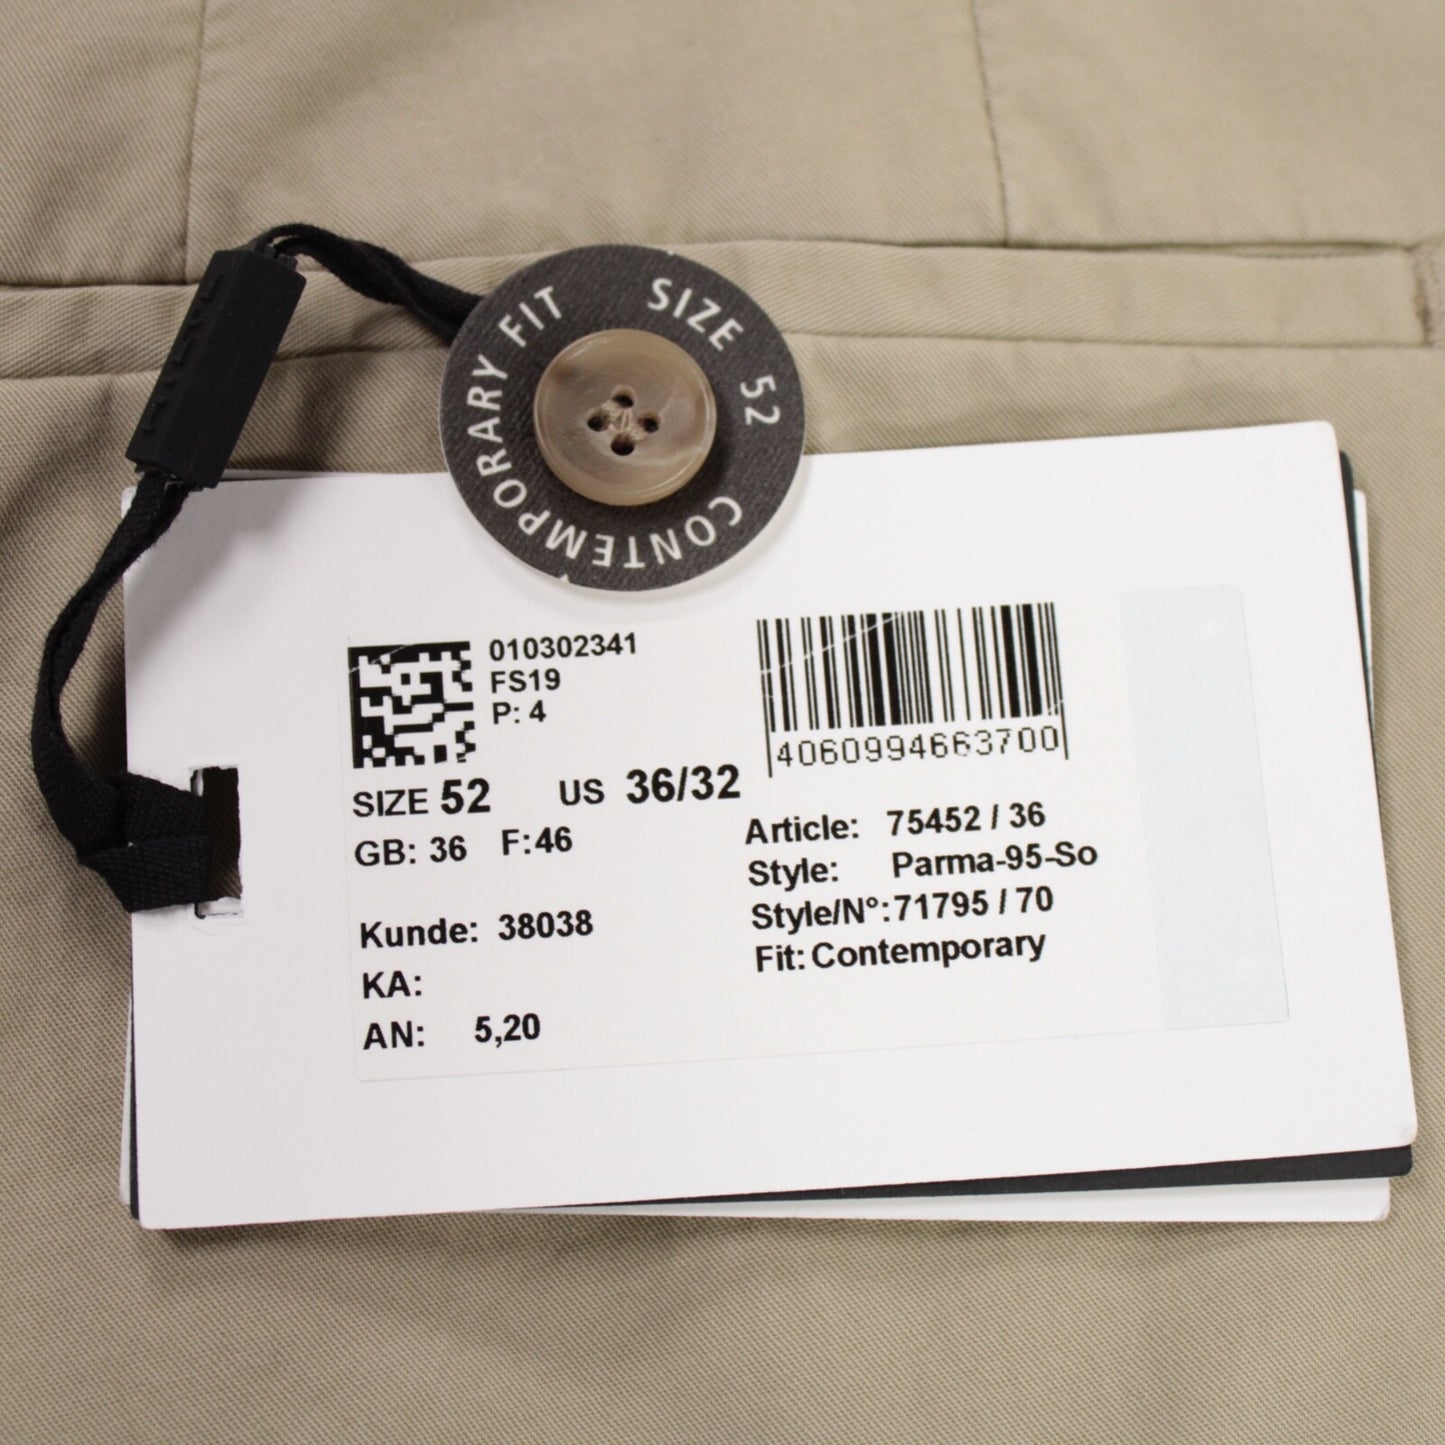 CONTEMPORARY FIT SIZE 52
010302341
FS19
P: 4
4060994663700
SIZE 52 US 36/32
GB: 36 F:46
Kunde: 38038
KA:
AN: 5,20
Article: 75452 / 36
Style: Parma-95-So
Style/N°:71795 / 70
Fit: Contemporary